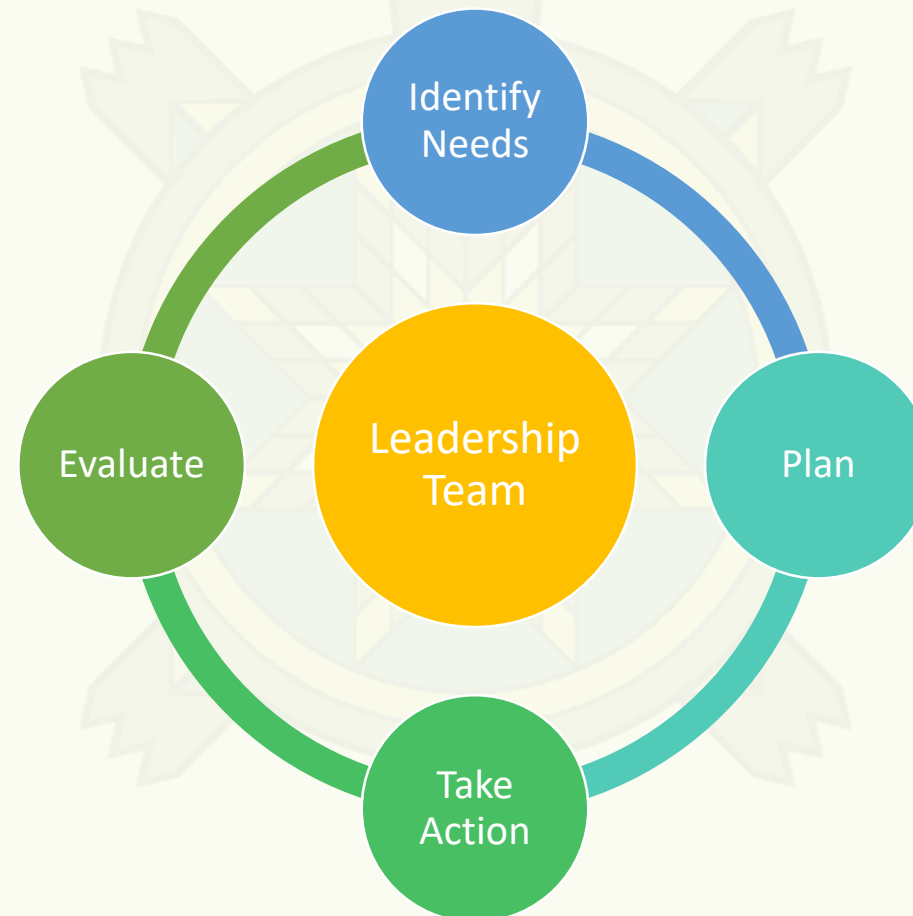 Identify
Needs
Leadership
Team
Evaluate
Plan
Take
Action